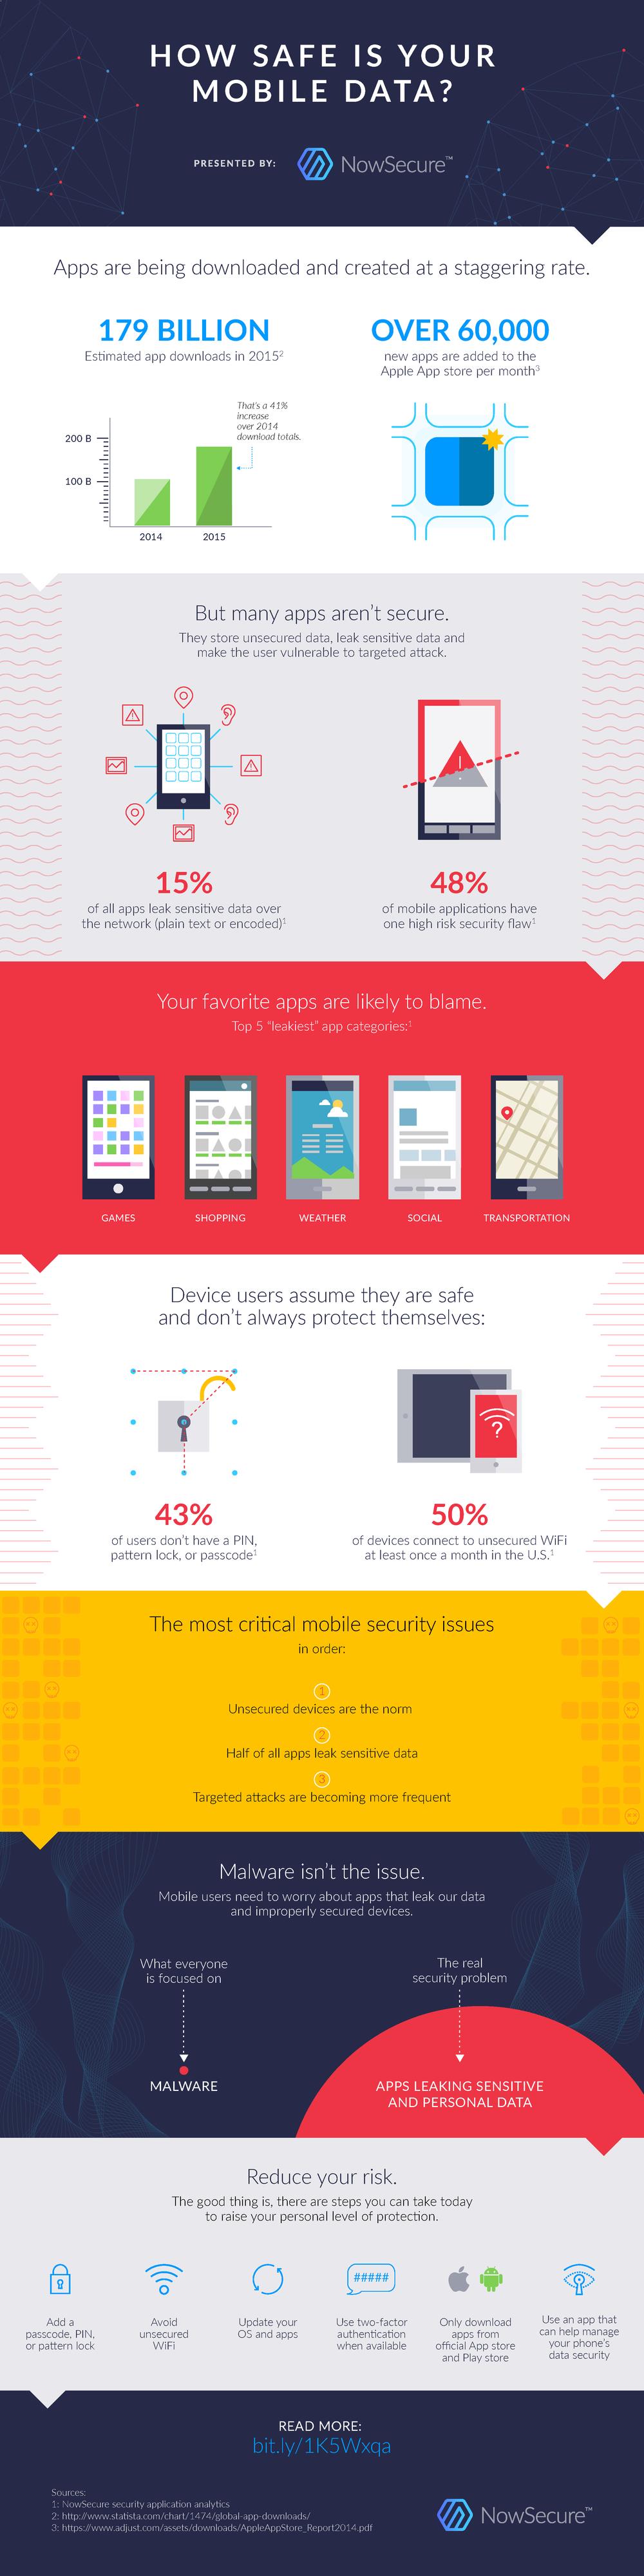 HOW SAFE IS YOUR
MOBILE DATA?
PRESENTED BY:
NowSecure™
Apps are being downloaded and created at a staggering rate.
179 BILLION
Estimated app downloads in 2015²
OVER 60,000
new apps are added to the
Apple App store per month³
That's a 41%
increase
over 2014
download totals.
200 B
100 B
2014
2015
But many apps aren't secure.
They store unsecured data, leak sensitive data and
make the user vulnerable to targeted attack.
15%
of all apps leak sensitive data over
the network (plain text or encoded)¹
48%
of mobile applications have
one high risk security flaw¹
Your favorite apps are likely to blame.
Top 5 "leakiest" app categories:¹
GAMES
SHOPPING
WEATHER
SOCIAL
TRANSPORTATION
Device users assume they are safe
and don't always protect themselves:
?
43%
of users don't have a PIN,
pattern lock, or passcode¹
50%
of devices connect to unsecured WiFi
at least once a month in the U.S.¹
The most critical mobile security issues
in order:
1
Unsecured devices are the norm
2
Half of all apps leak sensitive data
3
Targeted attacks are becoming more frequent
Malware isn't the issue.
Mobile users need to worry about apps that leak our data
and improperly secured devices.
What everyone
is focused on
MALWARE
The real
security problem
APPS LEAKING SENSITIVE
AND PERSONAL DATA
Reduce your risk.
The good thing is, there are steps you can take today
to raise your personal level of protection.
#####
Add a
passcode, PIN,
or pattern lock
Avoid
unsecured
WiFi
Update your
OS and apps
Use two-factor
authentication
when available
Only download
apps from
official App store
and Play store
Use an app that
can help manage
your phone's
data security
READ MORE:
bit.ly/1K5Wxqa
Sources:
1: NowSecure security application analytics
2: http://www.statista.com/chart/1474/global-app-downloads/
3: https://www.adjust.com/assets/downloads/AppleAppStore_Report2014.pdf
NowSecure™